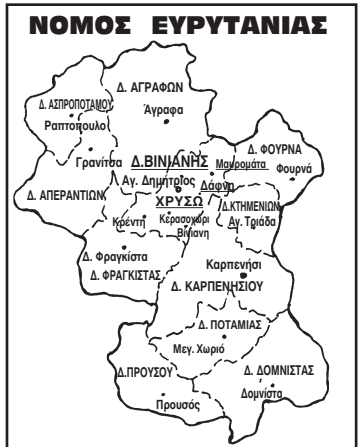 ΝΟΜΟΣ ΕΥΡΥΤΑΝΙΑΣ
Δ. ΑΓΡΑΦΩΝ
Δ. ΑΣΠΡΟΠΟΤΑΜΟΥ
Άγραφα
Ραπτοπουλο
Δ. ΦΟΥΡΝΑ
Γρανίτσα
Δ.ΒΙΝΙΑΝΗΣ
Μαυρομάτα
Φουρνά
Αγ. Δημήτριος
Δάφνη
Δ. ΑΠΕΡΑΝΤΙΩΝ
ΧΡΥΣΩ
Δ.ΚΤΗΜΕΝΙΩΝ
Κρέντη
Κερασοχώρι
Αγ. Τριάδα
Βίνιανη
Δ. Φραγκίστα
Καρπενήσι
Δ. ΦΡΑΓΚΙΣΤΑΣ
Δ. ΚΑΡΠΕΝΗΣΙΟΥ
Δ. ΠΟΤΑΜΙΑΣ
Μεγ. Χωριό
Δ.ΠΡΟΥΣΟΥ
Δ. ΔΟΜΝΙΣΤΑΣ
Δομνίστα
Προυσός